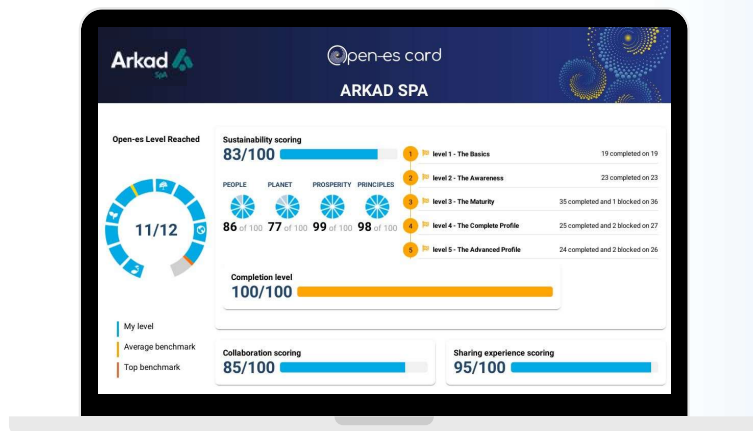 Arkad
SpA
Open-es card
ARKAD SPA
Open-es Level Reached
11/12
My level
Average benchmark
Top benchmark
Sustainability scoring
83/100
PEOPLE PLANET PROSPERITY PRINCIPLES
86 of 100 77 of 100 99 of 100 98 of 100
1 level 1 - The Basics 19 completed on 19
2 level 2 - The Awareness 23 completed on 23
3 level 3 - The Maturity 35 completed and 1 blocked on 36
4 level 4 - The Complete Profile 25 completed and 2 blocked on 27
5 level 5 - The Advanced Profile 24 completed and 2 blocked on 26
Completion level
100/100
Collaboration scoring
85/100
Sharing experience scoring
95/100